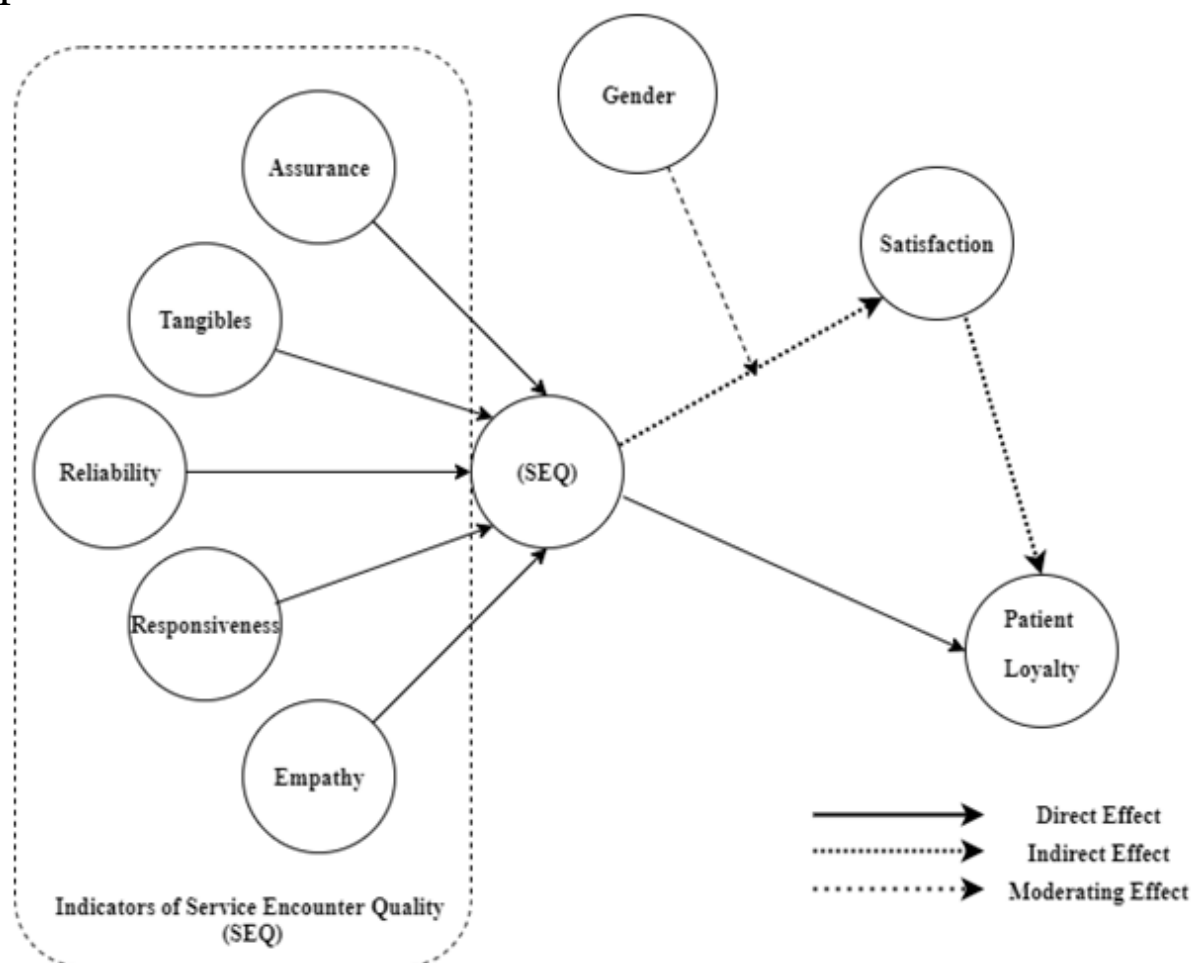 Gender
Assurance
Satisfaction
Tangibles
Reliability
(SEQ)
Responsiveness
Patient
Loyalty
Empathy
Direct Effect
Indirect Effect
Moderating Effect
Indicators of Service Encounter Quality
(SEQ)